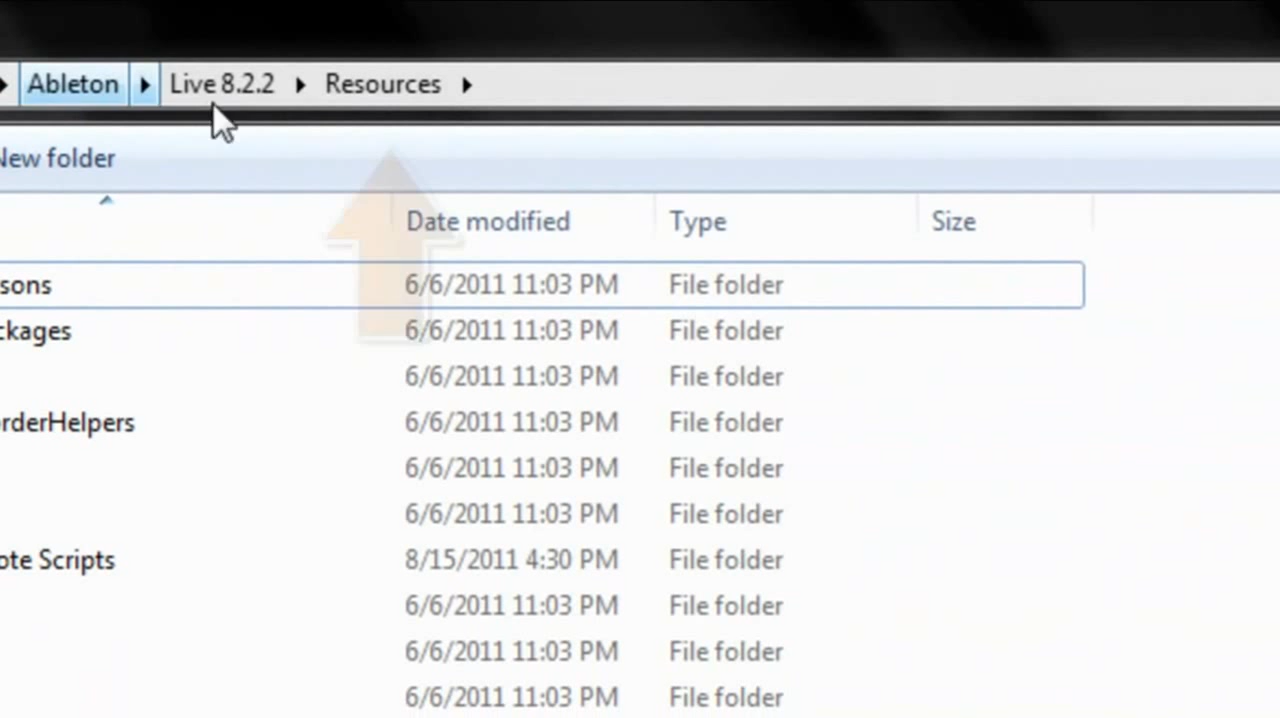 Ableton Live 8.2.2 Resources
New folder
Date modified Type Size
sons 6/6/2011 11:03 PM File folder
ckages 6/6/2011 11:03 PM File folder
6/6/2011 11:03 PM File folder
rderHelpers 6/6/2011 11:03 PM File folder
6/6/2011 11:03 PM File folder
6/6/2011 11:03 PM File folder
ote Scripts 8/15/2011 4:30 PM File folder
6/6/2011 11:03 PM File folder
6/6/2011 11:03 PM File folder
6/6/2011 11:03 PM File folder